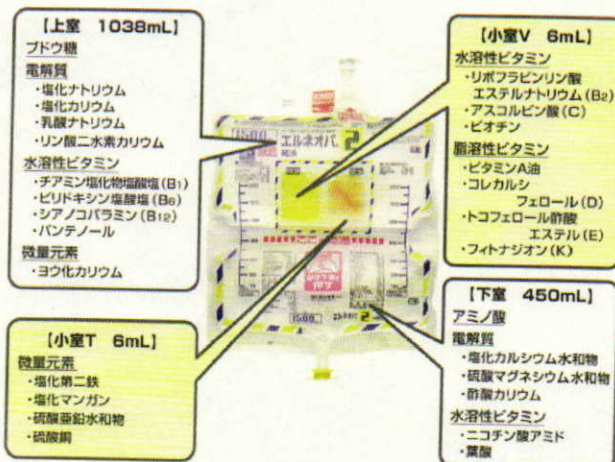 【上室 1038mL】
ブドウ糖
電解質
・塩化ナトリウム
・塩化カリウム
・乳酸ナトリウム
・リン酸二水素カリウム
水溶性ビタミン
・チアミン塩化物塩酸塩(B1)
・ピリドキシン塩酸塩(B6)
・シアノコバラミン(B12)
・パンテノール
微量元素
・ヨウ化カリウム
【小室V 6mL】
水溶性ビタミン
・リボフラビンリン酸
エステルナトリウム(B2)
・アスコルビン酸(C)
・ビオチン
脂溶性ビタミン
・ビタミンA油
・コレカルシ
フェロール(D)
・トコフェロール酢酸
エステル(E)
・フィトナジオン(K)
1500
エルネオパ 2
【小室T 6mL】
微量元素
・塩化第二鉄
・塩化マンガン
・硫酸亜鉛水和物
・硫酸銅
【下室 450mL】
アミノ酸
電解質
・塩化カルシウム水和物
・硫酸マグネシウム水和物
・酢酸カリウム
水溶性ビタミン
・ニコチン酸アミド
・葉酸
1500
エルネオパ 2